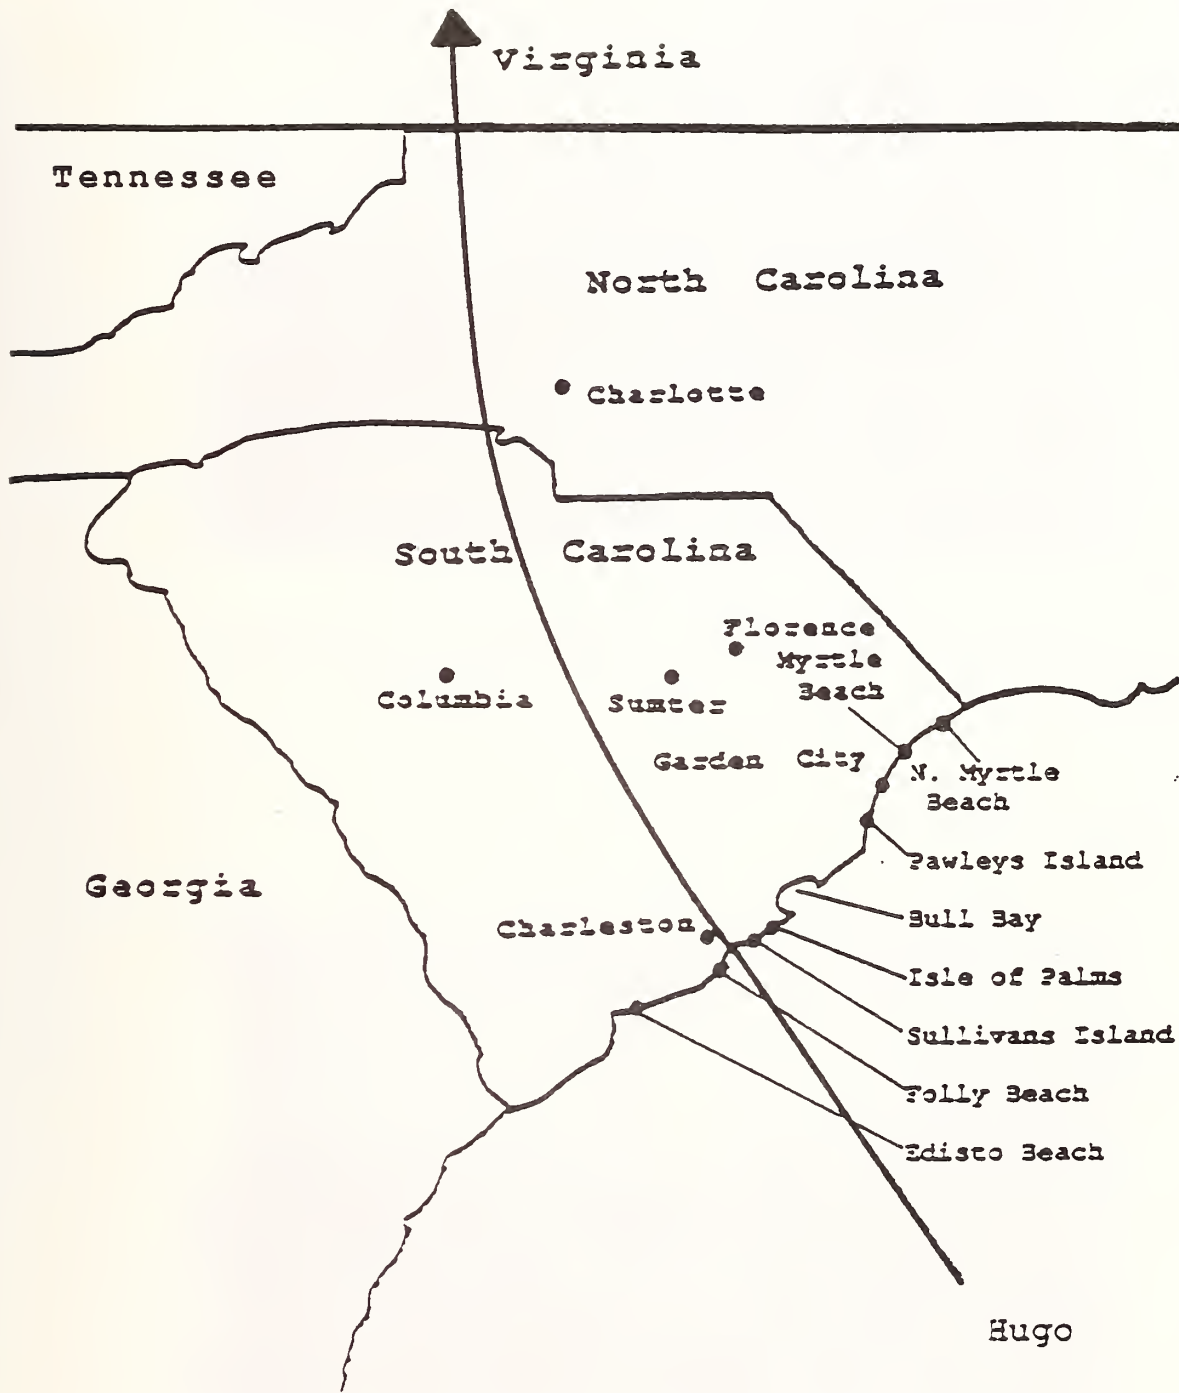 Virginia
Tennessee
North Carolina
Charlotte
South Carolina
Florence
Myrtle
Beach
Columbia
Sumter
Garden City
N. Myrtle
Beach
Pawleys Island
Georgia
Bull Bay
Charleston
Isle of Palms
Sullivans Island
Folly Beach
Edisto Beach
Hugo